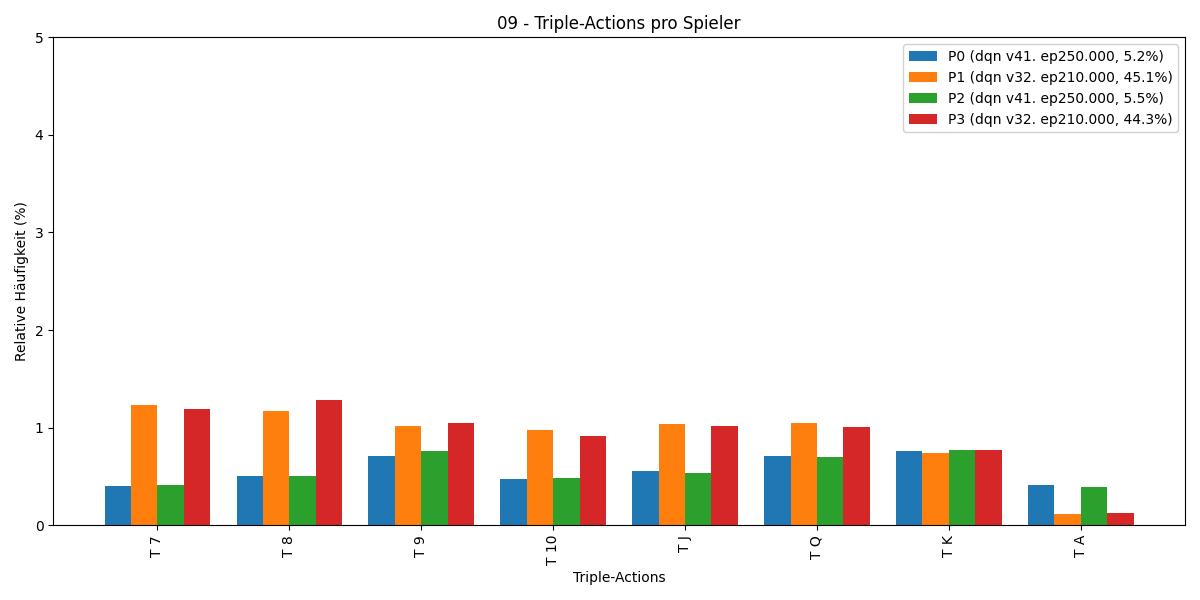 09 - Triple-Actions pro Spieler
P0 (dqn v41. ep250.000, 5.2%)
P1 (dqn v32. ep210.000, 45.1%)
P2 (dqn v41. ep250.000, 5.5%)
P3 (dqn v32. ep210.000, 44.3%)
Relative Häufigkeit (%)
5
4
3
2
1
0
T 7
T 8
T 9
T 10
T J
T Q
T K
T A
Triple-Actions